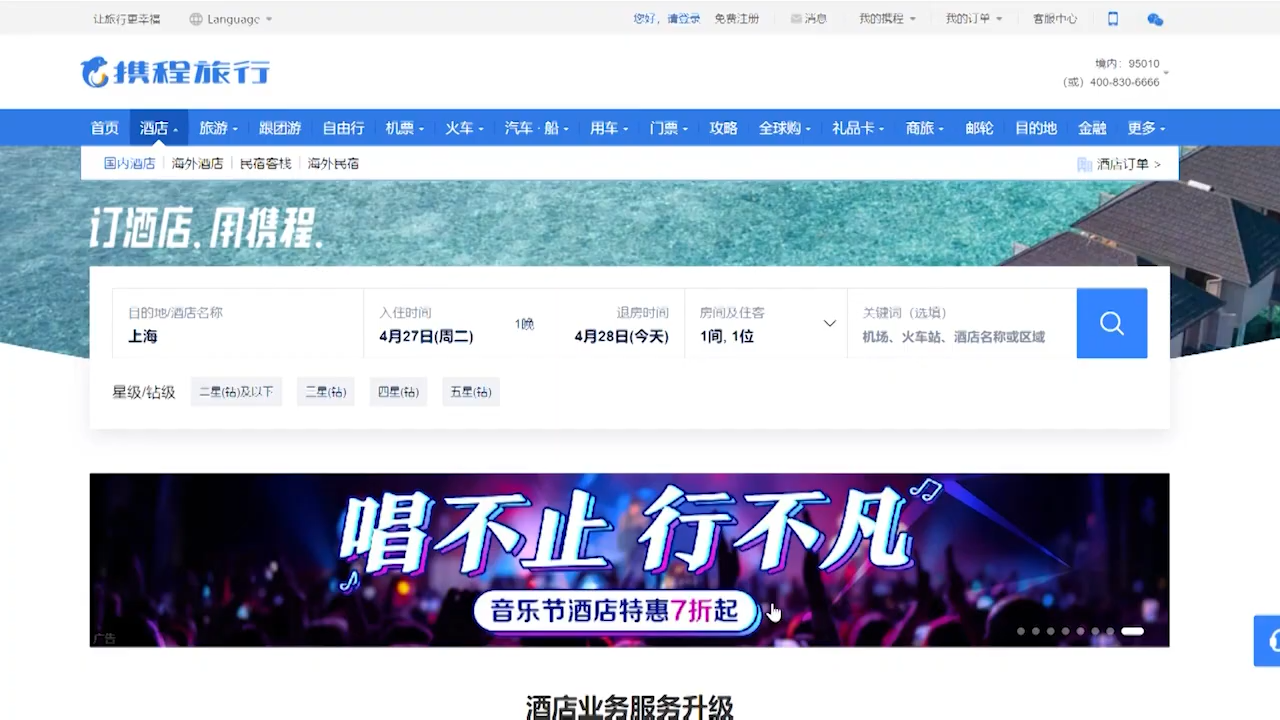 让旅行更幸福 Language 您好，请登录 免费注册 消息 我的携程 我的订单 客服中心
携程旅行
境内：95010
（或）400-830-6666
首页 酒店 旅游 跟团游 自由行 机票 火车 汽车·船 用车 门票 攻略 全球购 礼品卡 商旅 邮轮 目的地 金融 更多
国内酒店 海外酒店 民宿客栈 海外民宿 酒店订单 >
订酒店，用携程.
目的地/酒店名称 入住时间 退房时间 房间及住客 关键词（选填）
上海 4月27日(周二) 1晚 4月28日(今天) 1间, 1位 机场、火车站、酒店名称或区域
星级/钻级 二星(钻)及以下 三星(钻) 四星(钻) 五星(钻)
唱不止 行不凡
音乐节酒店特惠7折起
广告
酒店业务服务升级